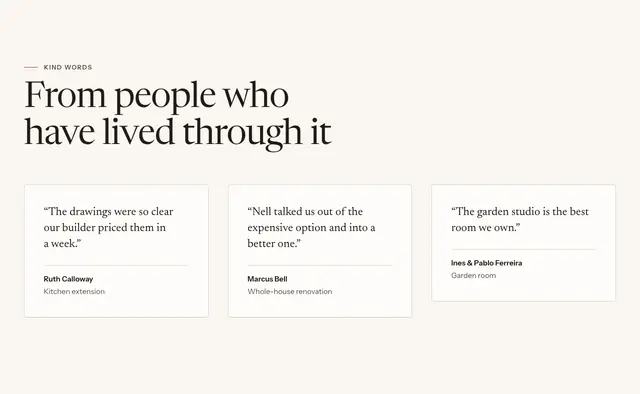 KIND WORDS
From people who
have lived through it
“The drawings were so clear
our builder priced them in
a week.”
Ruth Calloway
Kitchen extension
“Nell talked us out of the
expensive option and into a
better one.”
Marcus Bell
Whole-house renovation
“The garden studio is the best
room we own.”
Ines & Pablo Ferreira
Garden room